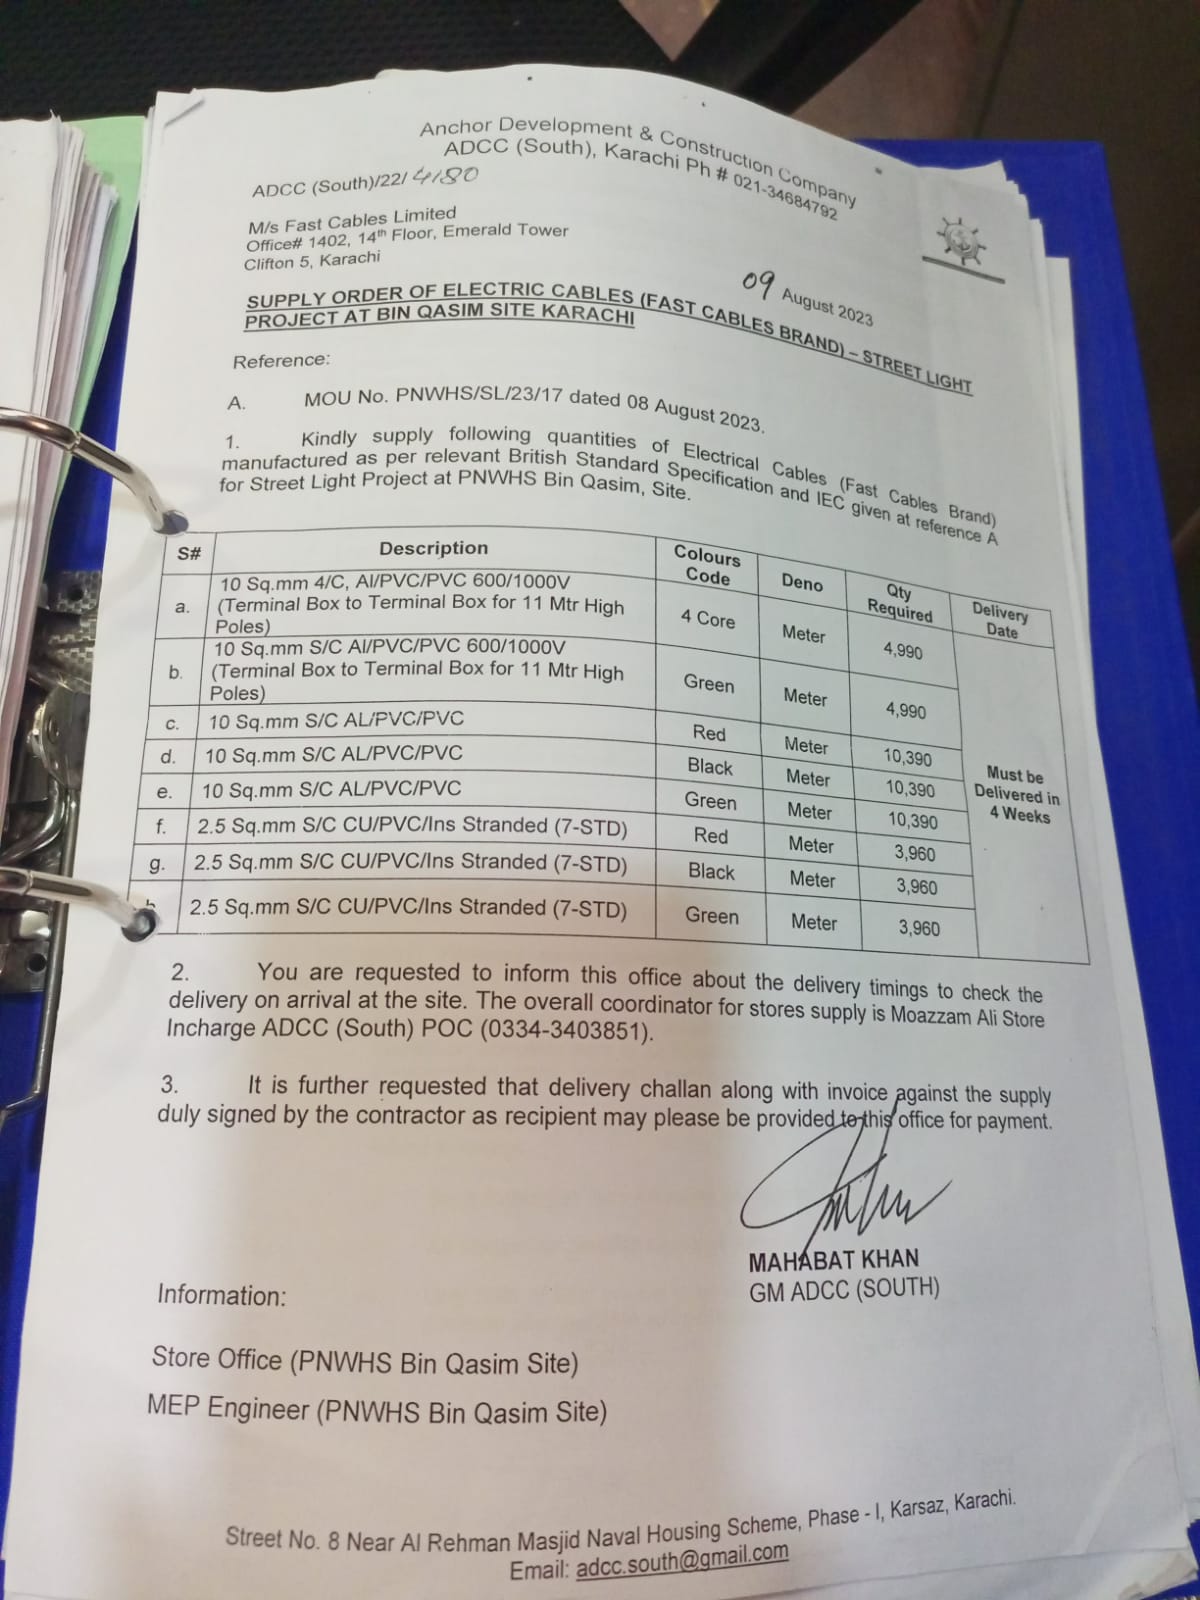 Anchor Development & Construction Company
ADCC (South), Karachi Ph # 021-34684792
ADCC (South)/22/ 4180
M/s Fast Cables Limited
Office# 1402, 14th Floor, Emerald Tower
Clifton 5, Karachi
09 August 2023
SUPPLY ORDER OF ELECTRIC CABLES (FAST CABLES BRAND) – STREET LIGHT
PROJECT AT BIN QASIM SITE KARACHI
Reference:
A. MOU No. PNWHS/SL/23/17 dated 08 August 2023.
1. Kindly supply following quantities of Electrical Cables (Fast Cables Brand)
manufactured as per relevant British Standard Specification and IEC given at reference A
for Street Light Project at PNWHS Bin Qasim, Site.
S# Description Colours Code Deno Qty Required Delivery Date
a. 10 Sq.mm 4/C, Al/PVC/PVC 600/1000V
(Terminal Box to Terminal Box for 11 Mtr High
Poles) 4 Core Meter 4,990
b. 10 Sq.mm S/C Al/PVC/PVC 600/1000V
(Terminal Box to Terminal Box for 11 Mtr High
Poles) Green Meter 4,990
c. 10 Sq.mm S/C AL/PVC/PVC Red Meter 10,390
d. 10 Sq.mm S/C AL/PVC/PVC Black Meter 10,390
e. 10 Sq.mm S/C AL/PVC/PVC Green Meter 10,390
f. 2.5 Sq.mm S/C CU/PVC/Ins Stranded (7-STD) Red Meter 3,960
g. 2.5 Sq.mm S/C CU/PVC/Ins Stranded (7-STD) Black Meter 3,960
2.5 Sq.mm S/C CU/PVC/Ins Stranded (7-STD) Green Meter 3,960
Must be
Delivered in
4 Weeks
2. You are requested to inform this office about the delivery timings to check the
delivery on arrival at the site. The overall coordinator for stores supply is Moazzam Ali Store
Incharge ADCC (South) POC (0334-3403851).
3. It is further requested that delivery challan along with invoice against the supply
duly signed by the contractor as recipient may please be provided to this office for payment.
MAHABAT KHAN
GM ADCC (SOUTH)
Information:
Store Office (PNWHS Bin Qasim Site)
MEP Engineer (PNWHS Bin Qasim Site)
Street No. 8 Near Al Rehman Masjid Naval Housing Scheme, Phase - I, Karsaz, Karachi.
Email: adcc.south@gmail.com